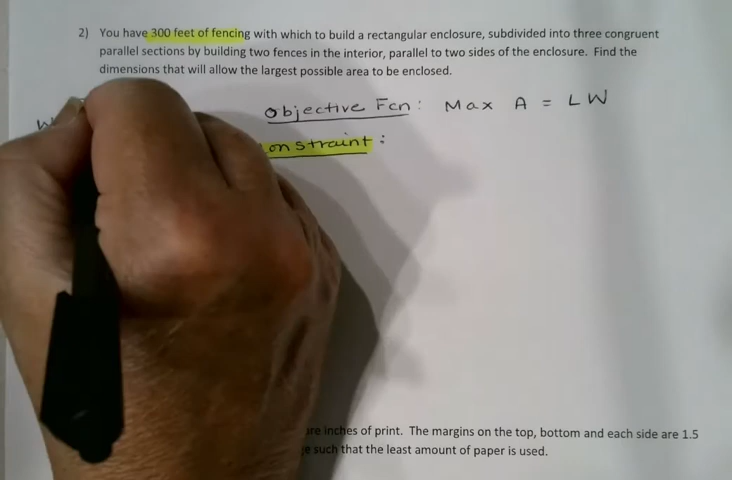 2) You have 300 feet of fencing with which to build a rectangular enclosure, subdivided into three congruent
parallel sections by building two fences in the interior, parallel to two sides of the enclosure. Find the
dimensions that will allow the largest possible area to be enclosed.
Objective Fcn: Max A = LW
W
onstraint:
inches of print. The margins on the top, bottom and each side are 1.5
such that the least amount of paper is used.